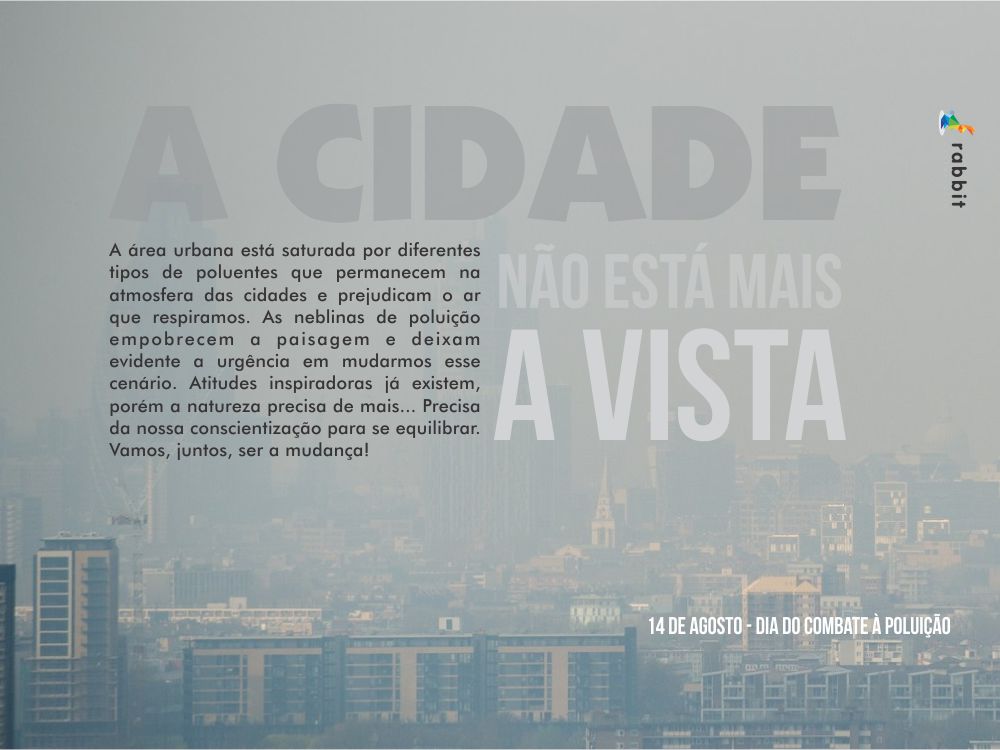 A CIDADE
NÃO ESTÁ MAIS
A VISTA
A área urbana está saturada por diferentes
tipos de poluentes que permanecem na
atmosfera das cidades e prejudicam o ar
que respiramos. As neblinas de poluição
empobrecem a paisagem e deixam
evidente a urgência em mudarmos esse
cenário. Atitudes inspiradoras já existem,
porém a natureza precisa de mais... Precisa
da nossa conscientização para se equilibrar.
Vamos, juntos, ser a mudança!
rabbit
14 DE AGOSTO - DIA DO COMBATE À POLUIÇÃO